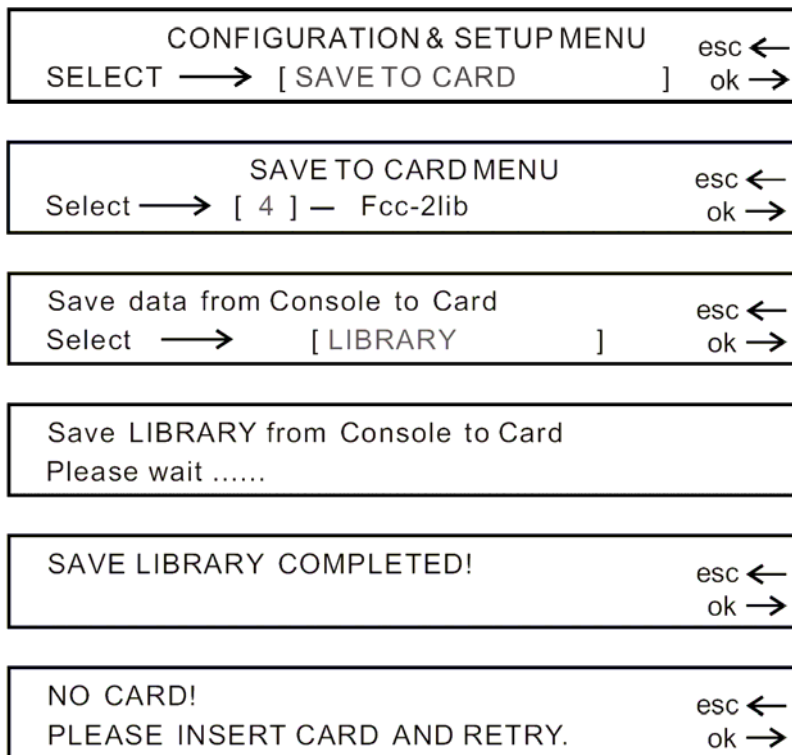 CONFIGURATION & SETUP MENU esc ←
SELECT → [ SAVE TO CARD ] ok →
SAVE TO CARD MENU esc ←
Select → [ 4 ] — Fcc-2lib ok →
Save data from Console to Card esc ←
Select → [ LIBRARY ] ok →
Save LIBRARY from Console to Card
Please wait ......
SAVE LIBRARY COMPLETED! esc ←
ok →
NO CARD! esc ←
PLEASE INSERT CARD AND RETRY. ok →